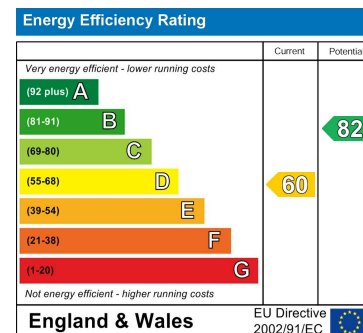 Energy Efficiency Rating
Current Potential
Very energy efficient - lower running costs
(92 plus) A
(81-91) B
82
(69-80) C
(55-68) D
60
(39-54) E
(21-38) F
(1-20) G
Not energy efficient - higher running costs
England & Wales
EU Directive
2002/91/EC